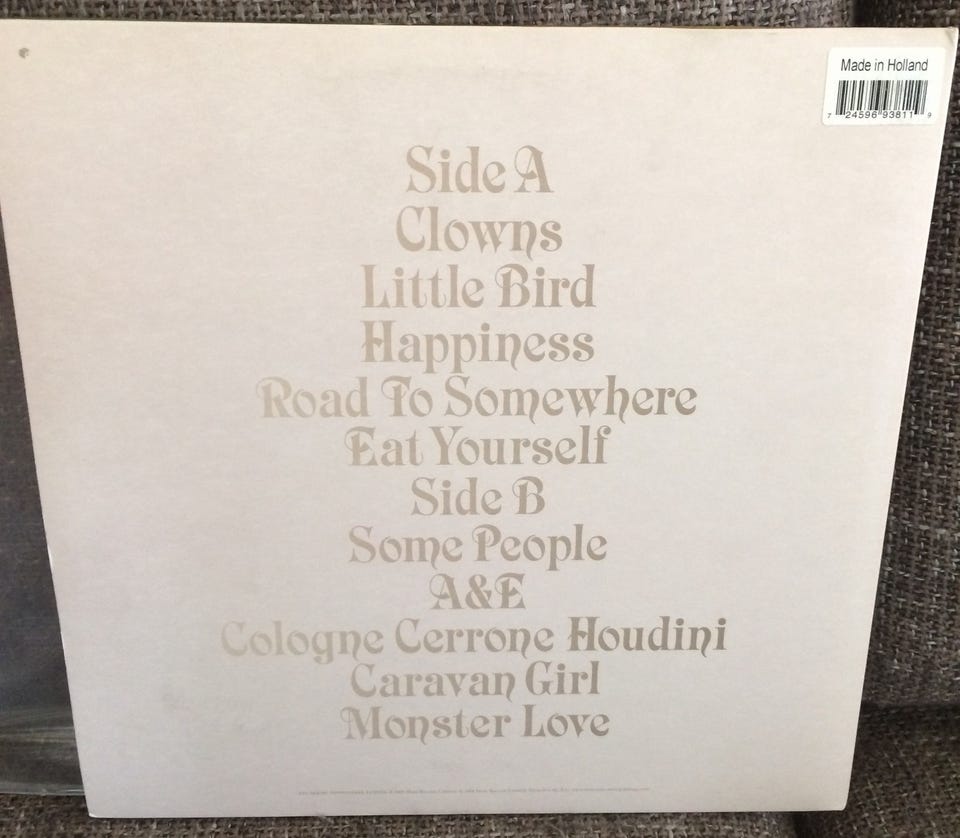 Made in Holland
7 24596 93811 9
Side A
Clowns
Little Bird
Happiness
Road To Somewhere
Eat Yourself
Side B
Some People
A&E
Cologne Cerrone Houdini
Caravan Girl
Monster Love